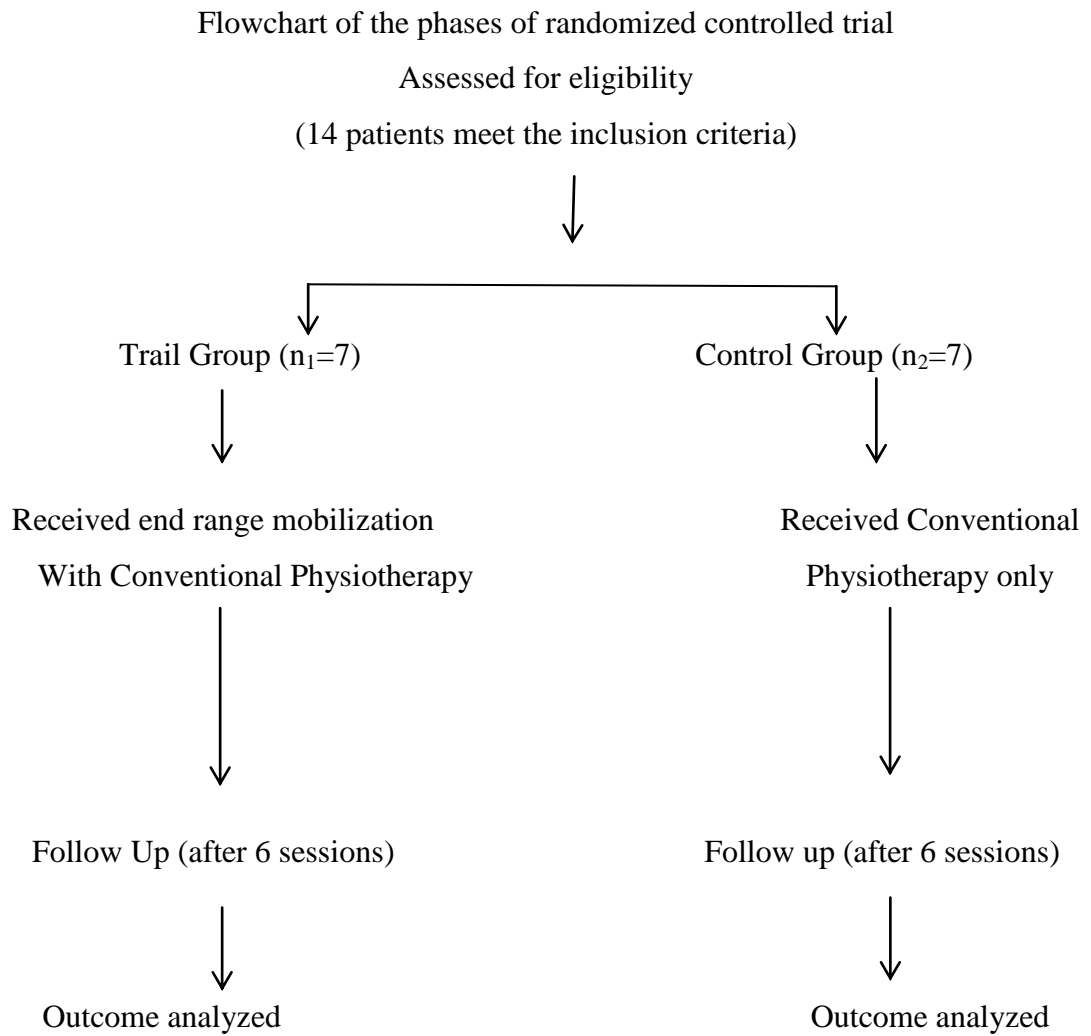 Flowchart of the phases of randomized controlled trial
Assessed for eligibility
(14 patients meet the inclusion criteria)
Trail Group (n₁=7)
Control Group (n₂=7)
Received end range mobilization
With Conventional Physiotherapy
Received Conventional
Physiotherapy only
Follow Up (after 6 sessions)
Follow up (after 6 sessions)
Outcome analyzed
Outcome analyzed